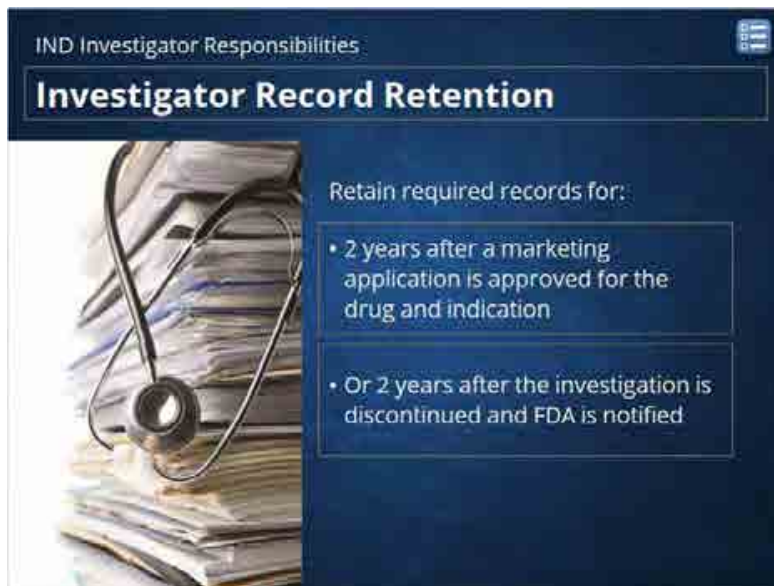 IND Investigator Responsibilities
Investigator Record Retention
Retain required records for:
• 2 years after a marketing
application is approved for the
drug and indication
• Or 2 years after the investigation is
discontinued and FDA is notified